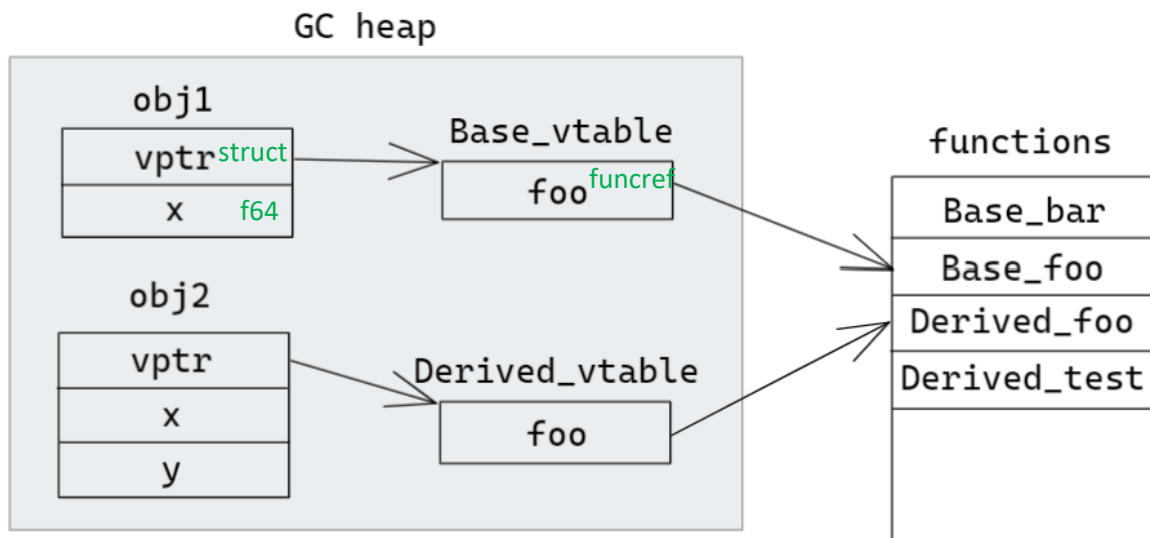 GC heap
obj1
vptr struct
x f64
Base_vtable
foo funcref
obj2
vptr
x
y
Derived_vtable
foo
functions
Base_bar
Base_foo
Derived_foo
Derived_test